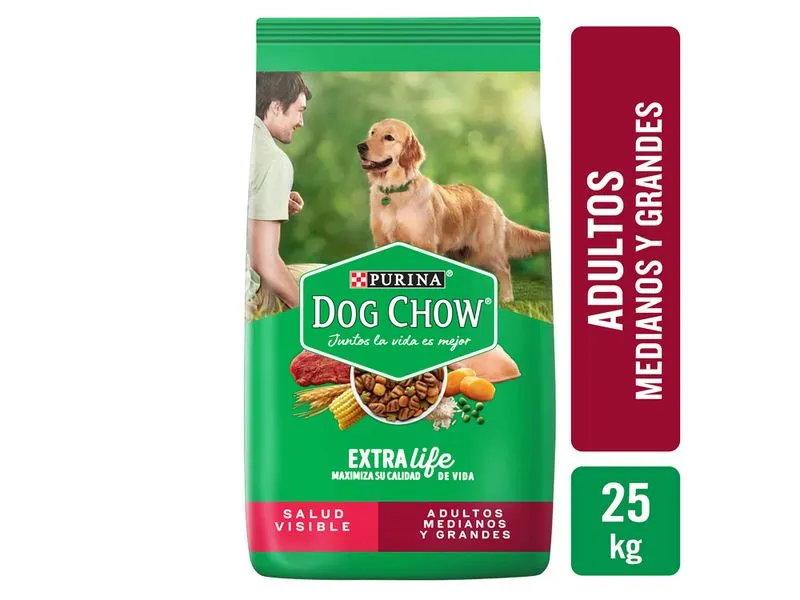 PURINA®
DOG CHOW®
Juntos la vida es mejor
EXTRA life
MAXIMIZA SU CALIDAD DE VIDA
SALUD
VISIBLE
ADULTOS
MEDIANOS
Y GRANDES
ADULTOS
MEDIANOS Y GRANDES
25
kg